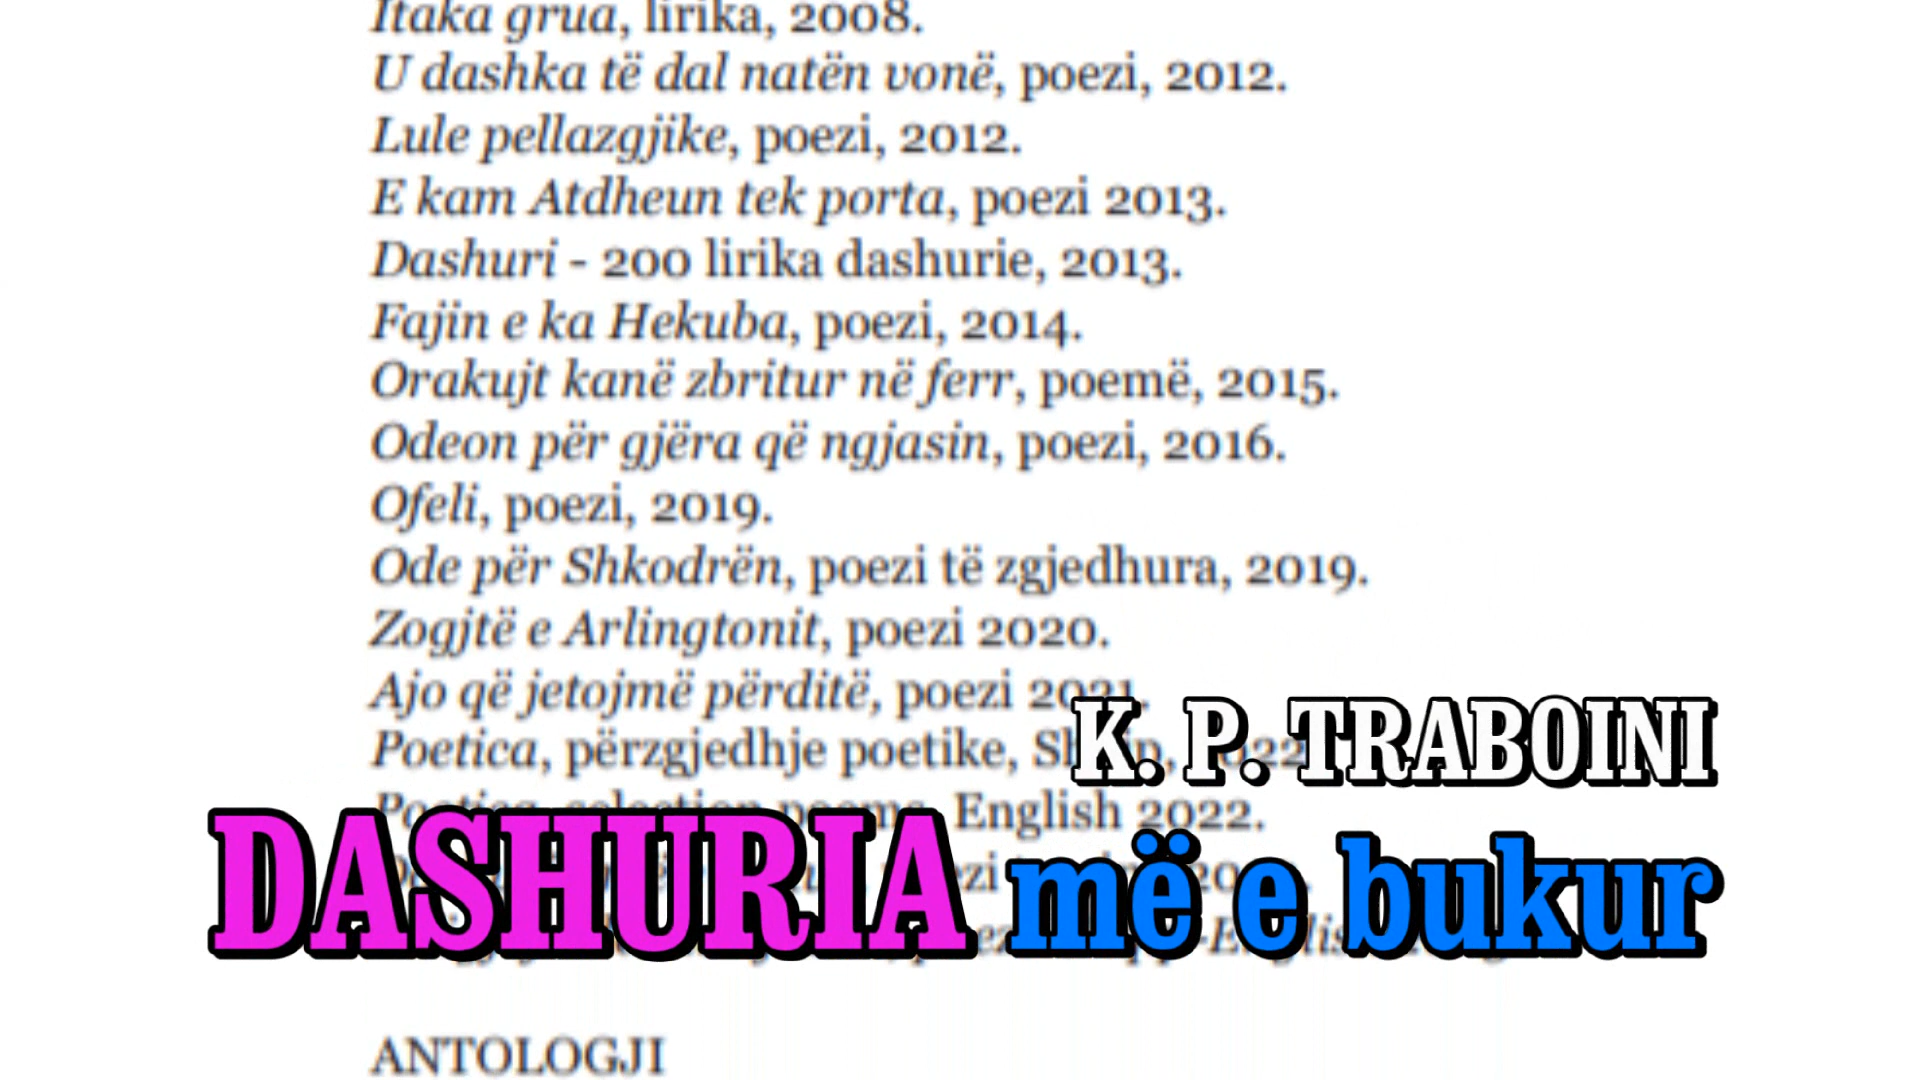 Itaka grua, lirika, 2008.
U dashka të dal natën vonë, poezi, 2012.
Lule pellazgjike, poezi, 2012.
E kam Atdheun tek porta, poezi 2013.
Dashuri - 200 lirika dashurie, 2013.
Fajin e ka Hekuba, poezi, 2014.
Orakujt kanë zbritur në ferr, poemë, 2015.
Odeon për gjëra që ngjasin, poezi, 2016.
Ofeli, poezi, 2019.
Ode për Shkodrën, poezi të zgjedhura, 2019.
Zogjtë e Arlingtonit, poezi 2020.
Ajo që jetojmë përditë, poezi 2021.
Poetica, përzgjedhje poetike,
K. P. TRABOINI
English 2022.
DASHURIA më e bukur
ANTOLOGJI